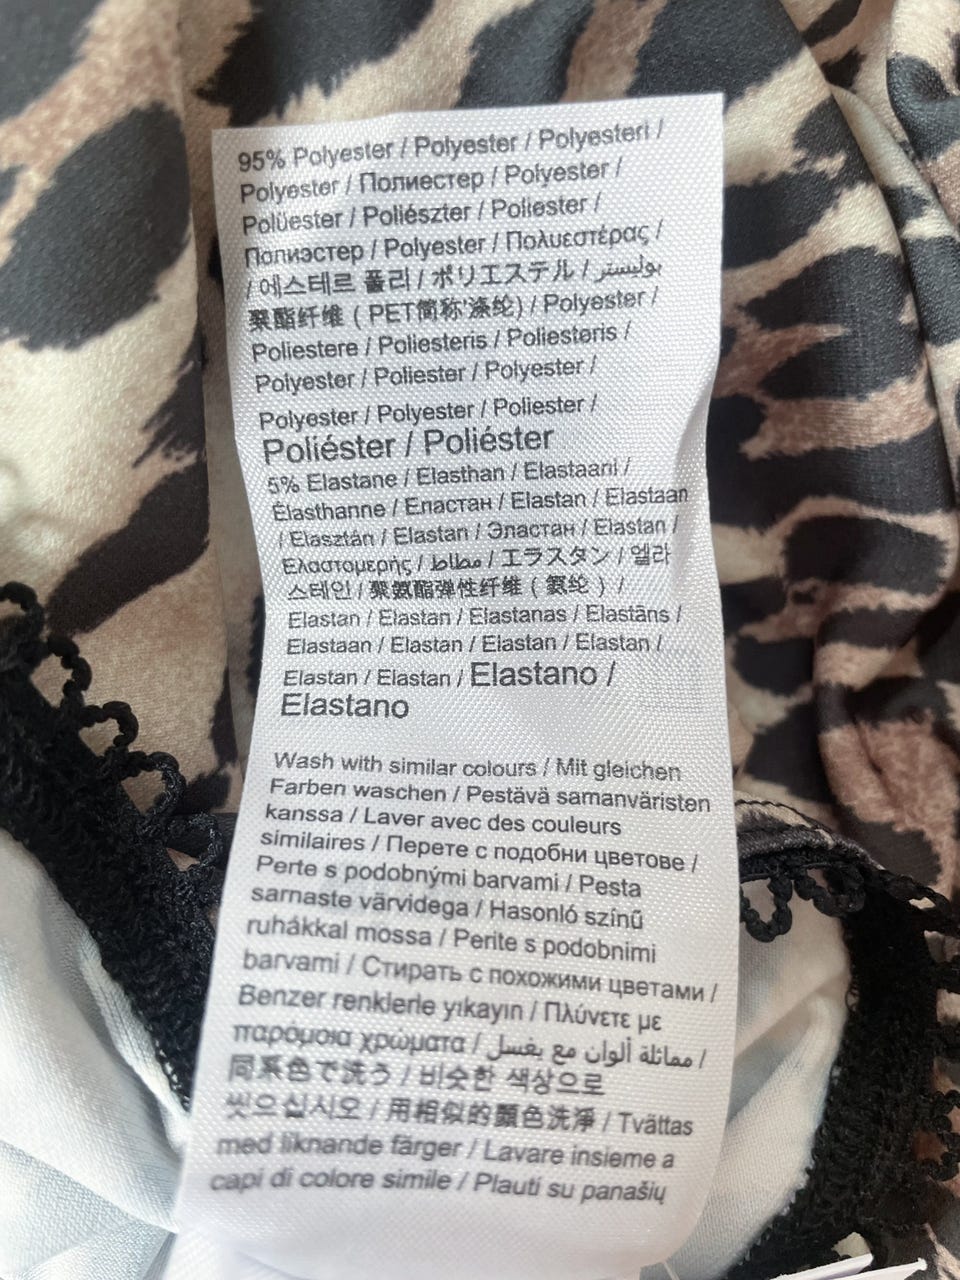 95% Polyester / Polyester / Polyesteri /
Polyester / Полиестер / Polyester /
Polüester / Poliészter / Poliester /
Полиэстер / Polyester / Πολυεστέρας /
/ 에스테르 폴리 / ポリエステル / بوليستر
聚酯纤维 ( PET简称'涤纶) / Polyester /
Poliestere / Poliesteris / Poliesteris /
Polyester / Poliester / Polyester /
Polyester / Polyester / Poliester /
Poliéster / Poliéster
5% Elastane / Elasthan / Elastaani /
Élasthanne / Еластан / Elastan / Elastaan
/ Elasztán / Elastan / Эластан / Elastan /
Ελαστομερής / مطاط / エラスタン / 엘라
스테인 / 聚氨酯弹性纤维 ( 氨纶 ) /
Elastan / Elastan / Elastanas / Elastāns /
Elastaan / Elastan / Elastan / Elastan /
Elastan / Elastan / Elastano /
Elastano
Wash with similar colours / Mit gleichen
Farben waschen / Pestävä samanväristen
kanssa / Laver avec des couleurs
similaires / Перете с подобни цветове /
Perte s podobnými barvami / Pesta
sarnaste värvidega / Hasonló színű
ruhákkal mossa / Perite s podobnimi
barvami / Стирать с похожими цветами /
Benzer renklerle yıkayın / Πλύνετε με
παρόμοια χρώματα / مماثلة ألوان مع يغسل /
同系色で洗う / 비슷한 색상으로
씻으십시오 / 用相似的顏色洗淨 / Tvättas
med liknande färger / Lavare insieme a
capi di colore simile / Plauti su panašių